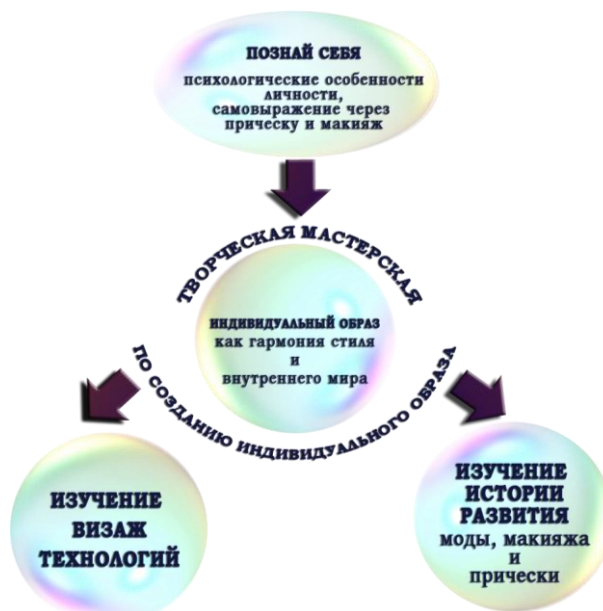 ПОЗНАЙ СЕБЯ
психологические особенности
личности,
самовыражение через
прическу и макияж
ТВОРЧЕСКАЯ МАСТЕРСКАЯ
ИНДИВИДУАЛЬНЫЙ ОБРАЗ
как гармония стиля
и
внутреннего мира
ПО СОЗДАНИЮ ИНДИВИДУАЛЬНОГО ОБРАЗА
ИЗУЧЕНИЕ
ВИЗАЖ
ТЕХНОЛОГИЙ
ИЗУЧЕНИЕ
ИСТОРИИ
РАЗВИТИЯ
моды, макияжа
и
прически